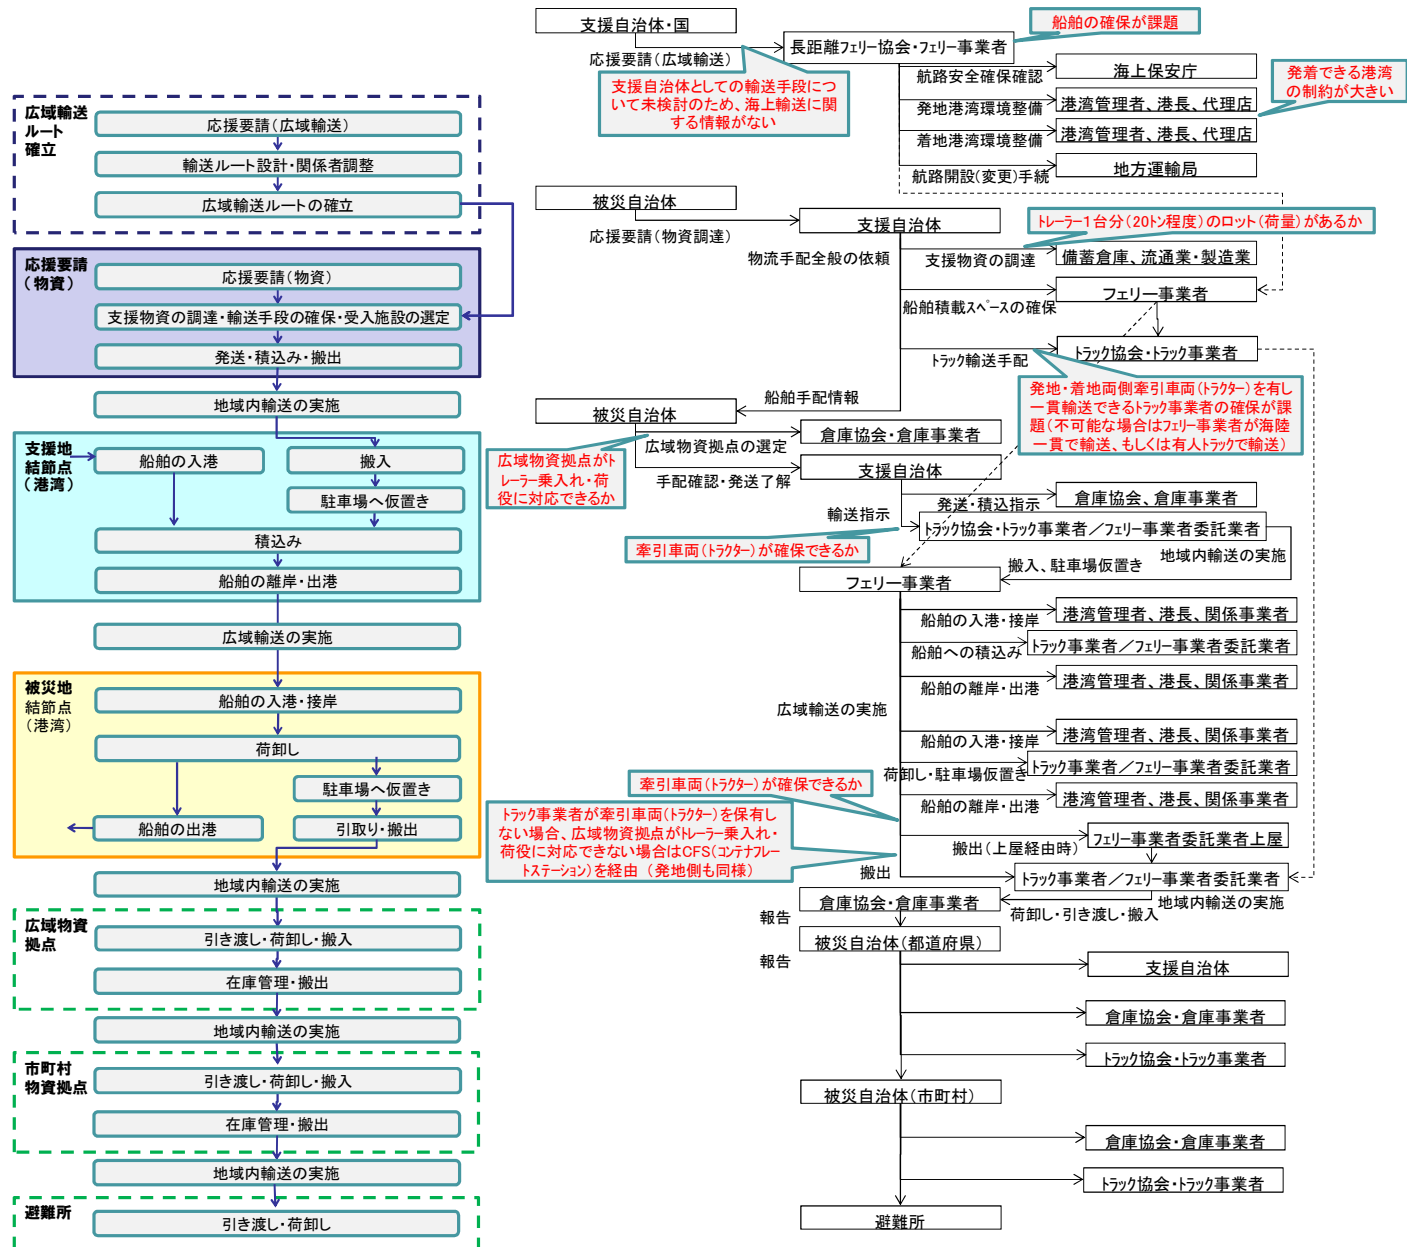 広域輸送
ルート
確立
応援要請(広域輸送)
輸送ルート設計・関係者調整
広域輸送ルートの確立
応援要請
(物資)
応援要請(物資)
支援物資の調達・輸送手段の確保・受入施設の選定
発送・積込み・搬出
地域内輸送の実施
支援地
結節点
(港湾)
船舶の入港
搬入
駐車場へ仮置き
積込み
船舶の離岸・出港
広域輸送の実施
被災地
結節点
(港湾)
船舶の入港・接岸
荷卸し
駐車場へ仮置き
船舶の出港
引取り・搬出
地域内輸送の実施
広域物資
拠点
引き渡し・荷卸し・搬入
在庫管理・搬出
地域内輸送の実施
市町村
物資拠点
引き渡し・荷卸し・搬入
在庫管理・搬出
地域内輸送の実施
避難所
引き渡し・荷卸し
支援自治体・国
応援要請(広域輸送)
長距離フェリー協会・フェリー事業者
船舶の確保が課題
支援自治体としての輸送手段につ
いて未検討のため、海上輸送に関
する情報がない
航路安全確保確認
海上保安庁
発着できる港湾
の制約が大きい
発地港湾環境整備
港湾管理者、港長、代理店
着地港湾環境整備
港湾管理者、港長、代理店
航路開設(変更)手続
地方運輸局
被災自治体
応援要請(物資調達)
支援自治体
トレーラー1台分(20トン程度)のロット(荷量)があるか
物流手配全般の依頼
支援物資の調達
備蓄倉庫、流通業・製造業
船舶積載スペースの確保
フェリー事業者
トラック輸送手配
トラック協会・トラック事業者
発地・着地両側牽引車両(トラクター)を有し
一貫輸送できるトラック事業者の確保が課
題(不可能な場合はフェリー事業者が海陸
一貫で輸送、もしくは有人トラックで輸送)
船舶手配情報
被災自治体
広域物資拠点の選定
倉庫協会・倉庫事業者
広域物資拠点がト
レーラー乗入れ・荷
役に対応できるか
手配確認・発送了解
支援自治体
発送・積込指示
倉庫協会、倉庫事業者
輸送指示
トラック協会・トラック事業者／フェリー事業者委託業者
牽引車両(トラクター)が確保できるか
地域内輸送の実施
搬入、駐車場仮置き
フェリー事業者
船舶の入港・接岸
港湾管理者、港長、関係事業者
船舶への積込み
トラック事業者／フェリー事業者委託業者
船舶の離岸・出港
港湾管理者、港長、関係事業者
広域輸送の実施
船舶の入港・接岸
港湾管理者、港長、関係事業者
荷卸し・駐車場仮置き
トラック事業者／フェリー事業者委託業者
船舶の離岸・出港
港湾管理者、港長、関係事業者
牽引車両(トラクター)が確保できるか
トラック事業者が牽引車両(トラクター)を保有し
ない場合、広域物資拠点がトレーラー乗入れ・
荷役に対応できない場合はCFS(コンテナフレー
トステーション)を経由 (発地側も同様)
搬出(上屋経由時)
フェリー事業者委託業者上屋
搬出
トラック事業者／フェリー事業者委託業者
地域内輸送の実施
荷卸し・引き渡し・搬入
倉庫協会・倉庫事業者
報告
被災自治体(都道府県)
報告
支援自治体
倉庫協会・倉庫事業者
トラック協会・トラック事業者
被災自治体(市町村)
倉庫協会・倉庫事業者
トラック協会・トラック事業者
避難所